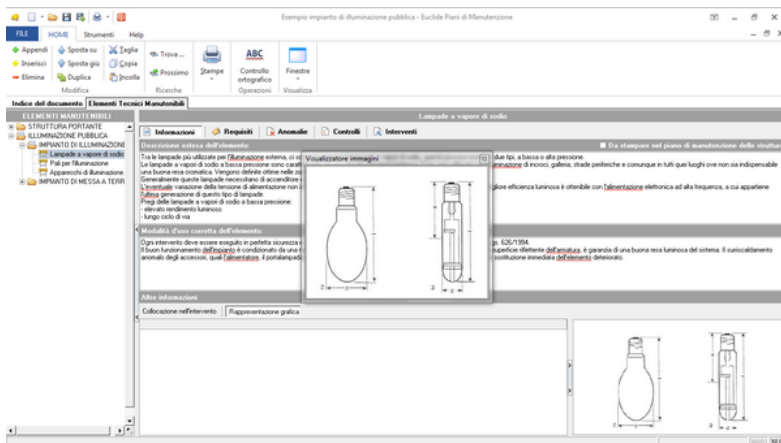 Esempio impianto di illuminazione pubblica - Euclide Piani di Manutenzione
FILE HOME Strumenti Help
Appendi Sposta su Taglia
Inserisci Sposta giù Copia
Elimina Duplica Incolla
Modifica
Trova ...
Prossimo
Ricerche
Stampe
ABC
Controllo
ortografico
Operazioni
Finestre
Visualizza
Indice del documento Elementi Tecnici Manutenibili
ELEMENTI MANUTENIBILI
STRUTTURA PORTANTE
ILLUMINAZIONE PUBBLICA
IMPIANTO DI ILLUMINAZIONE
Lampade a vapore di sodio
Pali per l'illuminazione
Apparecchi di illuminazione
IMPIANTO DI MESSA A TERR
Lampade a vapore di sodio
Informazioni Requisiti Anomalie Controlli Interventi
Descrizione estesa dell'elemento: Da stampare nel piano di manutenzione delle struttur
Tra le lampade più utilizzate per l'illuminazione esterna, ci so due tipi, a bassa o alta pressione.
Le lampade a vapori di sodio a bassa pressione sono caratt di incroci, galleria, strade periferiche e comunque in tutti quei luoghi ove non sia indispensabile
una buona resa cromatica. Vengono definite ottime nelle zo
Generalmente queste lampade necessitano di accenditore
L'eventuale variazione della tensione di alimentazione non i gliore efficienza luminosa è ottenibile con l'alimentazione elettronica ad alta frequenza, a cui appartiene
l'ultima generazione di questo tipo di lampade.
Pregi delle lampade a vapori di sodio a bassa pressione:
- elevato rendimento luminoso
- lungo ciclo di via
Visualizzatore immagini
Modalità d'uso corretta dell'elemento:
Ogni intervento deve essere eseguito in perfetta sicurezza gs. 626/1994.
Il buon funzionamento dell'impianto è condizionato da una superficie riflettente dell'armatura, è garanzia di una buona resa luminosa del sistema. Il surriscaldamento
anomalo degli accessori, quali l'alimentatore, il portalampad sostituzione immediata dell'elemento deteriorato.
Altre informazioni
Collocazione nell'intervento Rappresentazione grafica